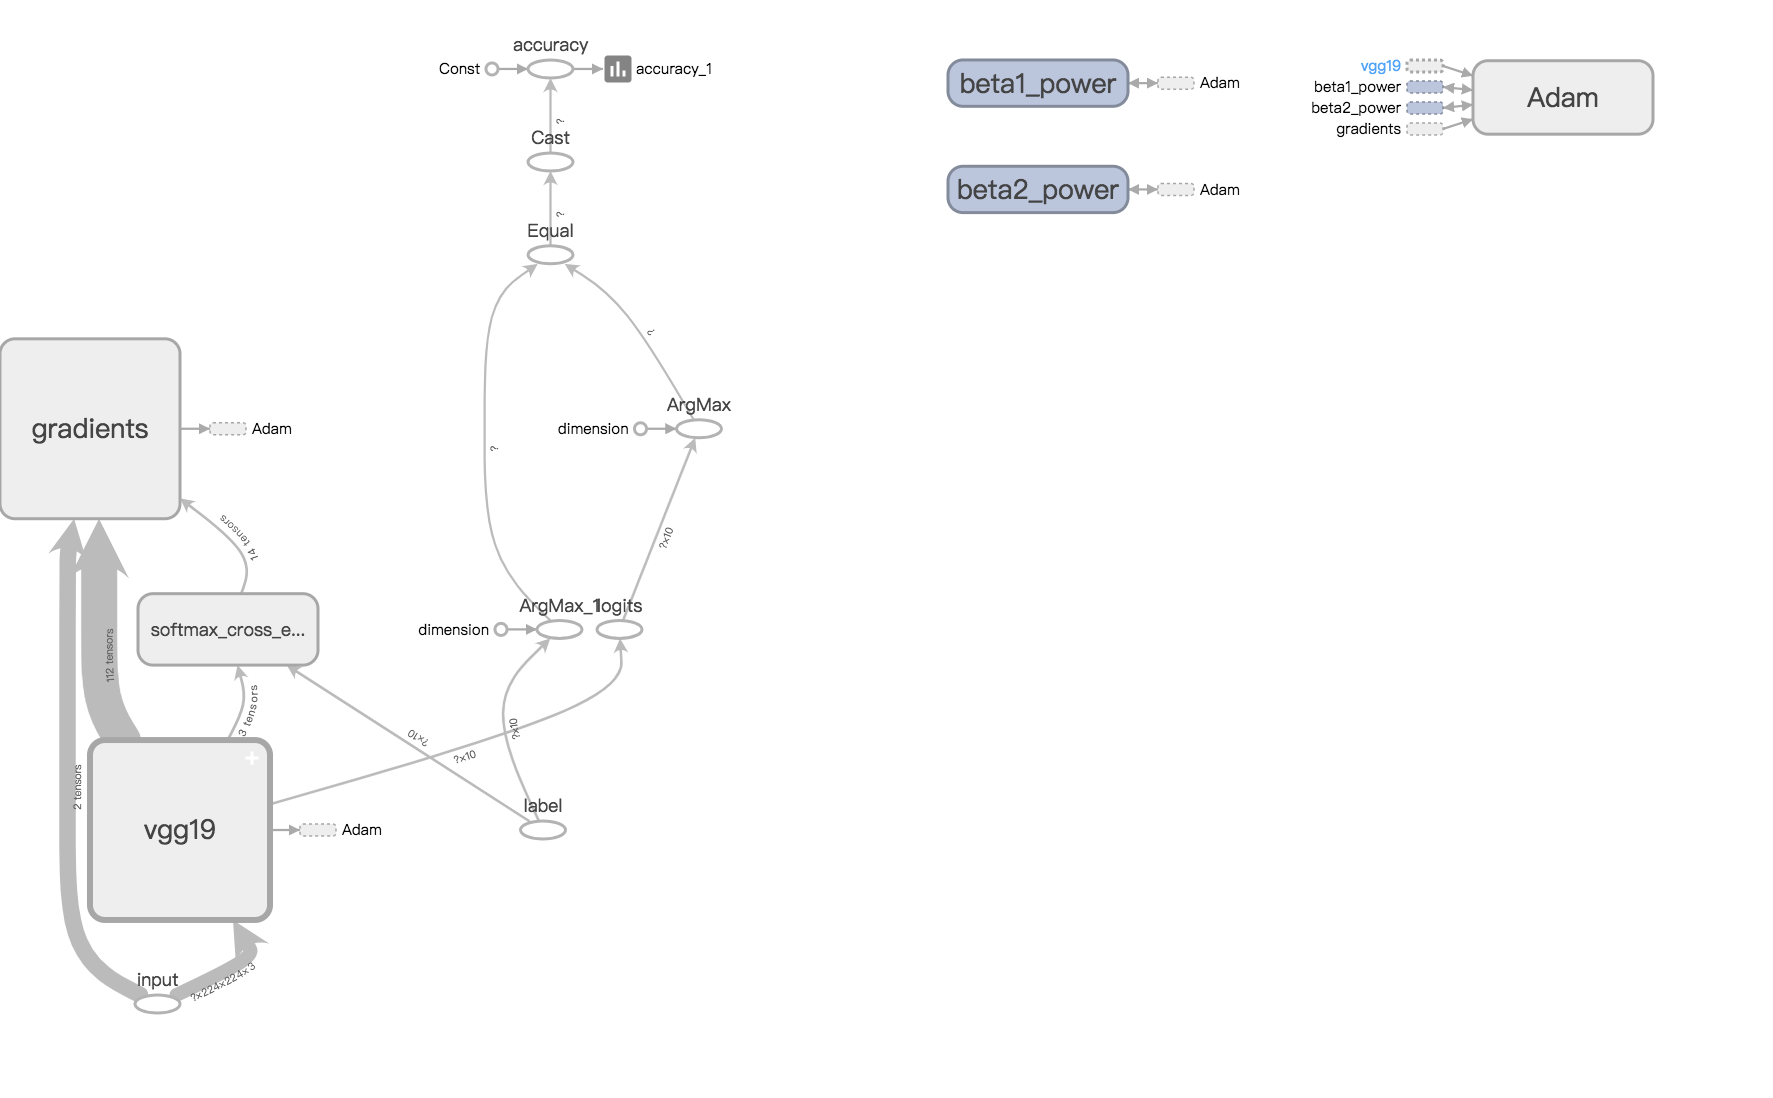 accuracy
Const
accuracy_1
?
Cast
?
Equal
?
?
ArgMax
dimension
?x10
ArgMax_1
logits
dimension
gradients
Adam
14 tensors
softmax_cross_e...
112 tensors
3 tensors
2 tensors
?x10
?x10
?x10
label
vgg19
Adam
input
?x224x224x3
beta1_power
Adam
beta2_power
Adam
vgg19
beta1_power
beta2_power
gradients
Adam